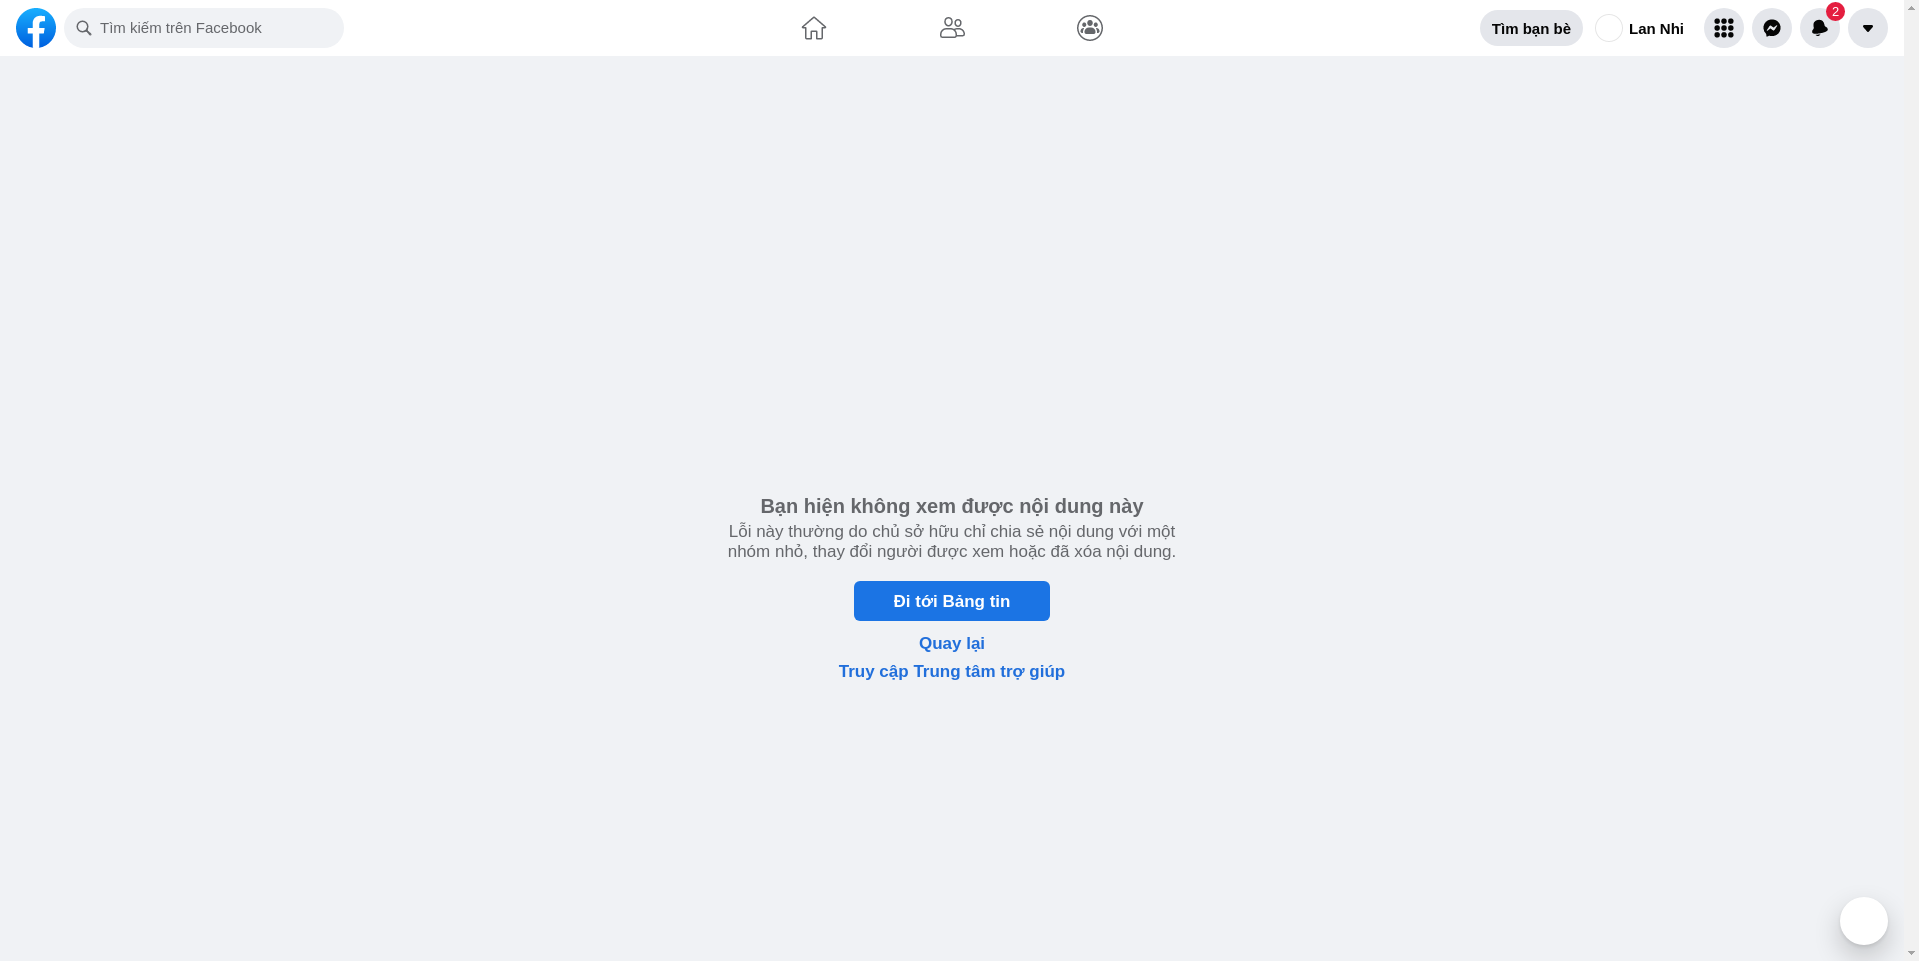 Tìm kiếm trên Facebook
Tìm bạn bè
Lan Nhi
2
Bạn hiện không xem được nội dung này
Lỗi này thường do chủ sở hữu chỉ chia sẻ nội dung với một
nhóm nhỏ, thay đổi người được xem hoặc đã xóa nội dung.
Đi tới Bảng tin
Quay lại
Truy cập Trung tâm trợ giúp